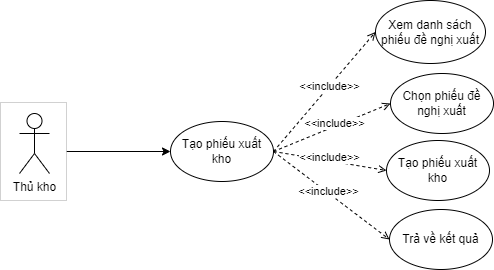 Thủ kho
Tạo phiếu xuất
kho
<<include>>
<<include>>
<<include>>
<<include>>
Xem danh sách
phiếu đề nghị xuất
Chọn phiếu đề
nghị xuất
Tạo phiếu xuất
kho
Trả về kết quả